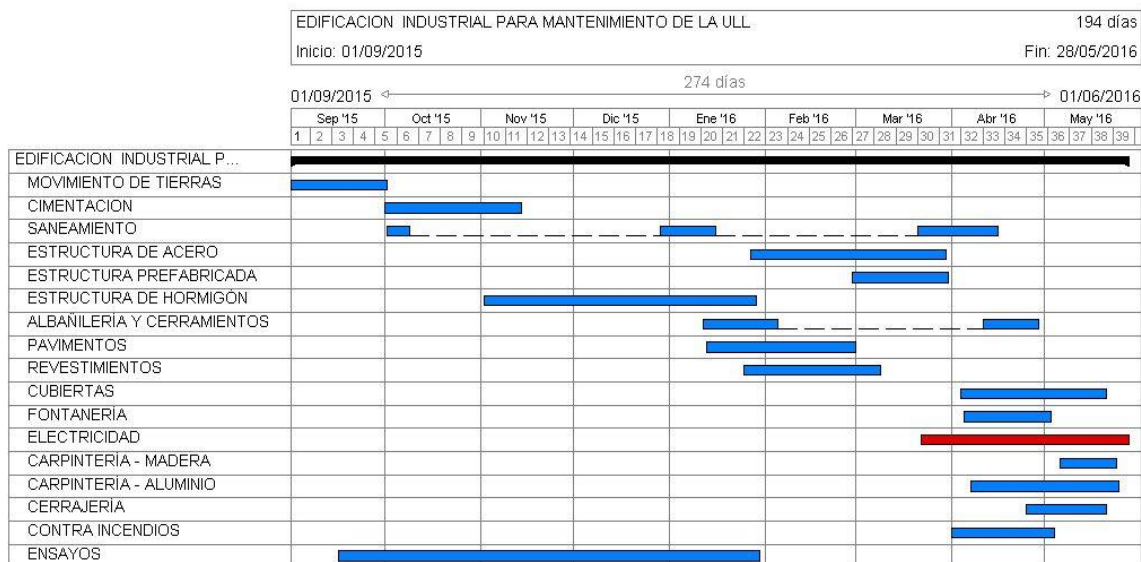 EDIFICACION INDUSTRIAL PARA MANTENIMIENTO DE LA ULL 194 días
Inicio: 01/09/2015 Fin: 28/05/2016
274 días
01/09/2015 01/06/2016
Sep '15 Oct '15 Nov '15 Dic '15 Ene '16 Feb '16 Mar '16 Abr '16 May '16
1 2 3 4 5 6 7 8 9 10 11 12 13 14 15 16 17 18 19 20 21 22 23 24 25 26 27 28 29 30 31 32 33 34 35 36 37 38 39
EDIFICACION INDUSTRIAL P...
MOVIMIENTO DE TIERRAS
CIMENTACION
SANEAMIENTO
ESTRUCTURA DE ACERO
ESTRUCTURA PREFABRICADA
ESTRUCTURA DE HORMIGÓN
ALBAÑILERÍA Y CERRAMIENTOS
PAVIMENTOS
REVESTIMIENTOS
CUBIERTAS
FONTANERÍA
ELECTRICIDAD
CARPINTERÍA - MADERA
CARPINTERÍA - ALUMINIO
CERRAJERÍA
CONTRA INCENDIOS
ENSAYOS